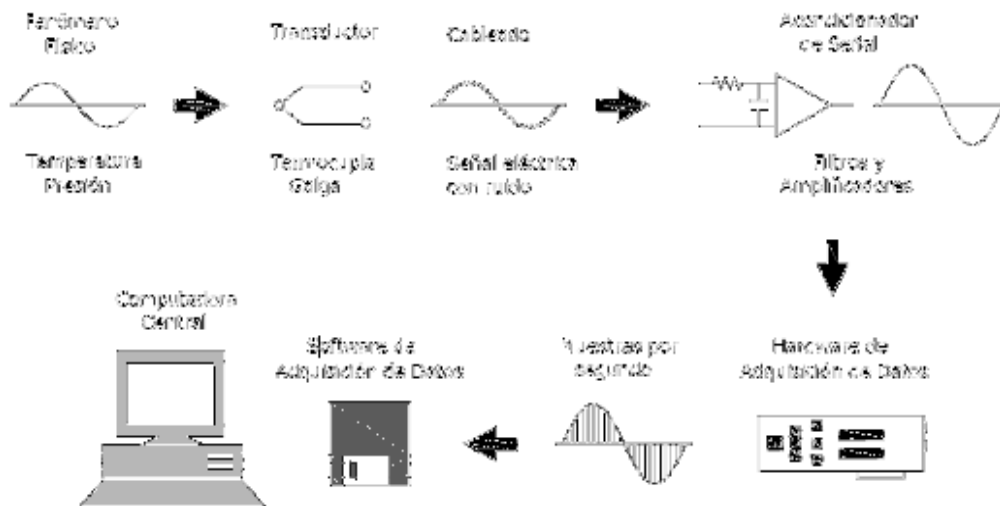 Fenómeno
Físico
Transductor
Cableado
Acondicionador
de Señal
Temperatura
Presión
Termocupla
Galga
Señal eléctrica
con ruido
Filtros y
Amplificadores
Computadora
Central
Software de
Adquisición de Datos
Muestras por
segundo
Hardware de
Adquisición de Datos